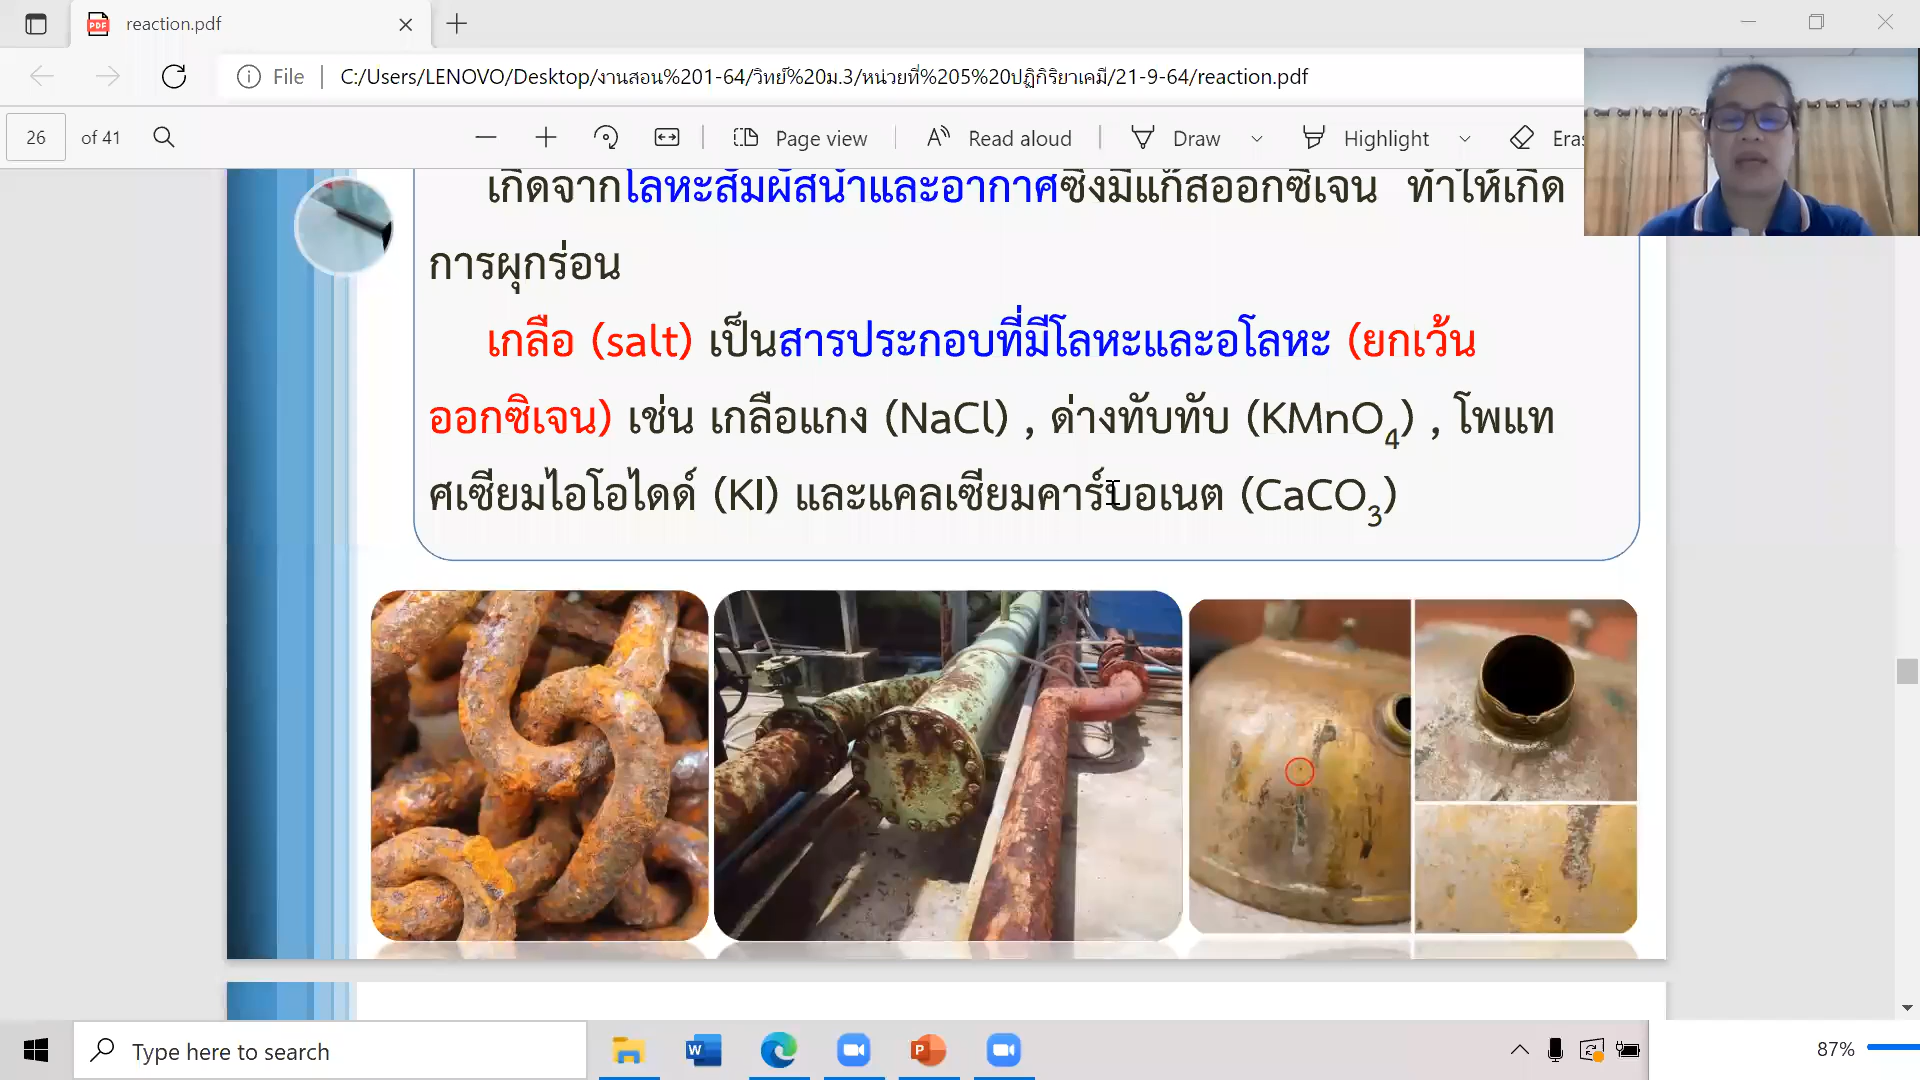 reaction.pdf
File
C:/Users/LENOVO/Desktop/งานสอน%201-64/วิทย์%20ม.3/หน่วยที่%205%20ปฏิกิริยาเคมี/21-9-64/reaction.pdf
26 of 41
Page view
Read aloud
Draw
Highlight
Eras
เกิดจากโลหะสัมผัสน้ำและอากาศซึ่งมีแก๊สออกซิเจน ทำให้เกิด
การผุกร่อน
เกลือ (salt) เป็นสารประกอบที่มีโลหะและอโลหะ (ยกเว้น
ออกซิเจน) เช่น เกลือแกง (NaCl) , ด่างทับทับ (KMnO₄) , โพแท
ศเซียมไอโอไดด์ (KI) และแคลเซียมคาร์บอเนต (CaCO₃)
Type here to search
87%